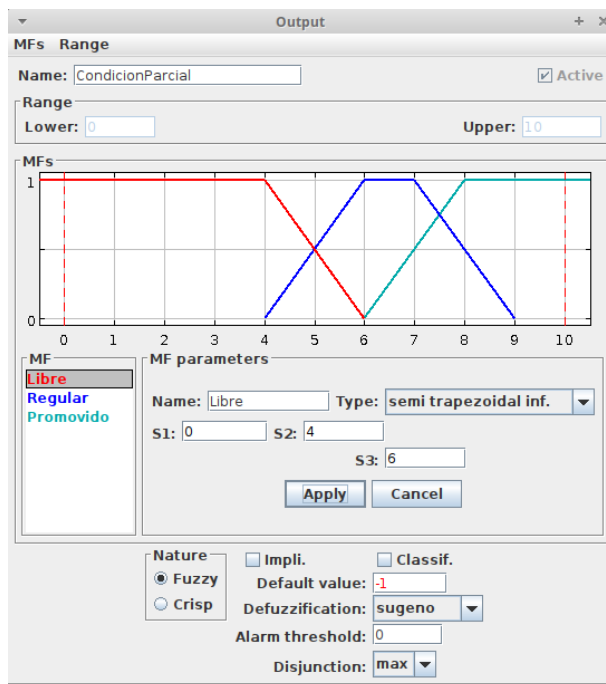 Output
MFs Range
Name: CondicionParcial Active
Range
Lower: 0 Upper: 10
MFs
1
0
0 1 2 3 4 5 6 7 8 9 10
MF
Libre
Regular
Promovido
MF parameters
Name: Libre Type: semi trapezoidal inf.
S1: 0 S2: 4
S3: 6
Apply Cancel
Nature
Fuzzy
Crisp
Impli. Classif.
Default value: -1
Defuzzification: sugeno
Alarm threshold: 0
Disjunction: max